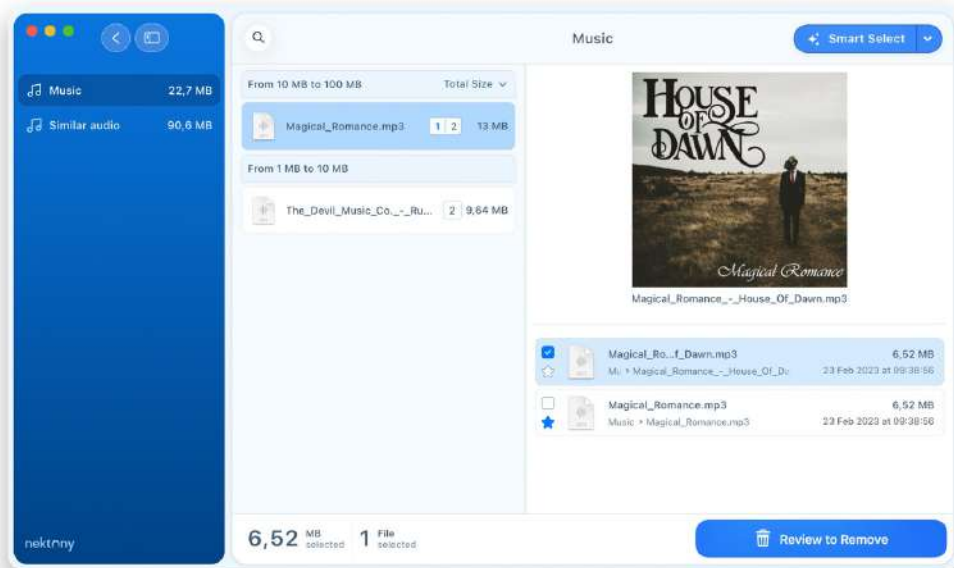 Music
Smart Select
Music 22,7 MB
Similar audio 90,6 MB
From 10 MB to 100 MB Total Size
Magical_Romance.mp3 1 2 13 MB
From 1 MB to 10 MB
The_Devil_Music_Co._-_Ru... 2 9,64 MB
HOUSE
OF
DAWN
Magical Romance
Magical_Romance_-_House_Of_Dawn.mp3
Magical_Ro...f_Dawn.mp3 6,52 MB
Mu › Magical_Romance_-_House_Of_Da 23 Feb 2023 at 09:38:56
Magical_Romance.mp3 6,52 MB
Music › Magical_Romance.mp3 23 Feb 2023 at 09:38:56
nektony
6,52 MB selected 1 File selected
Review to Remove